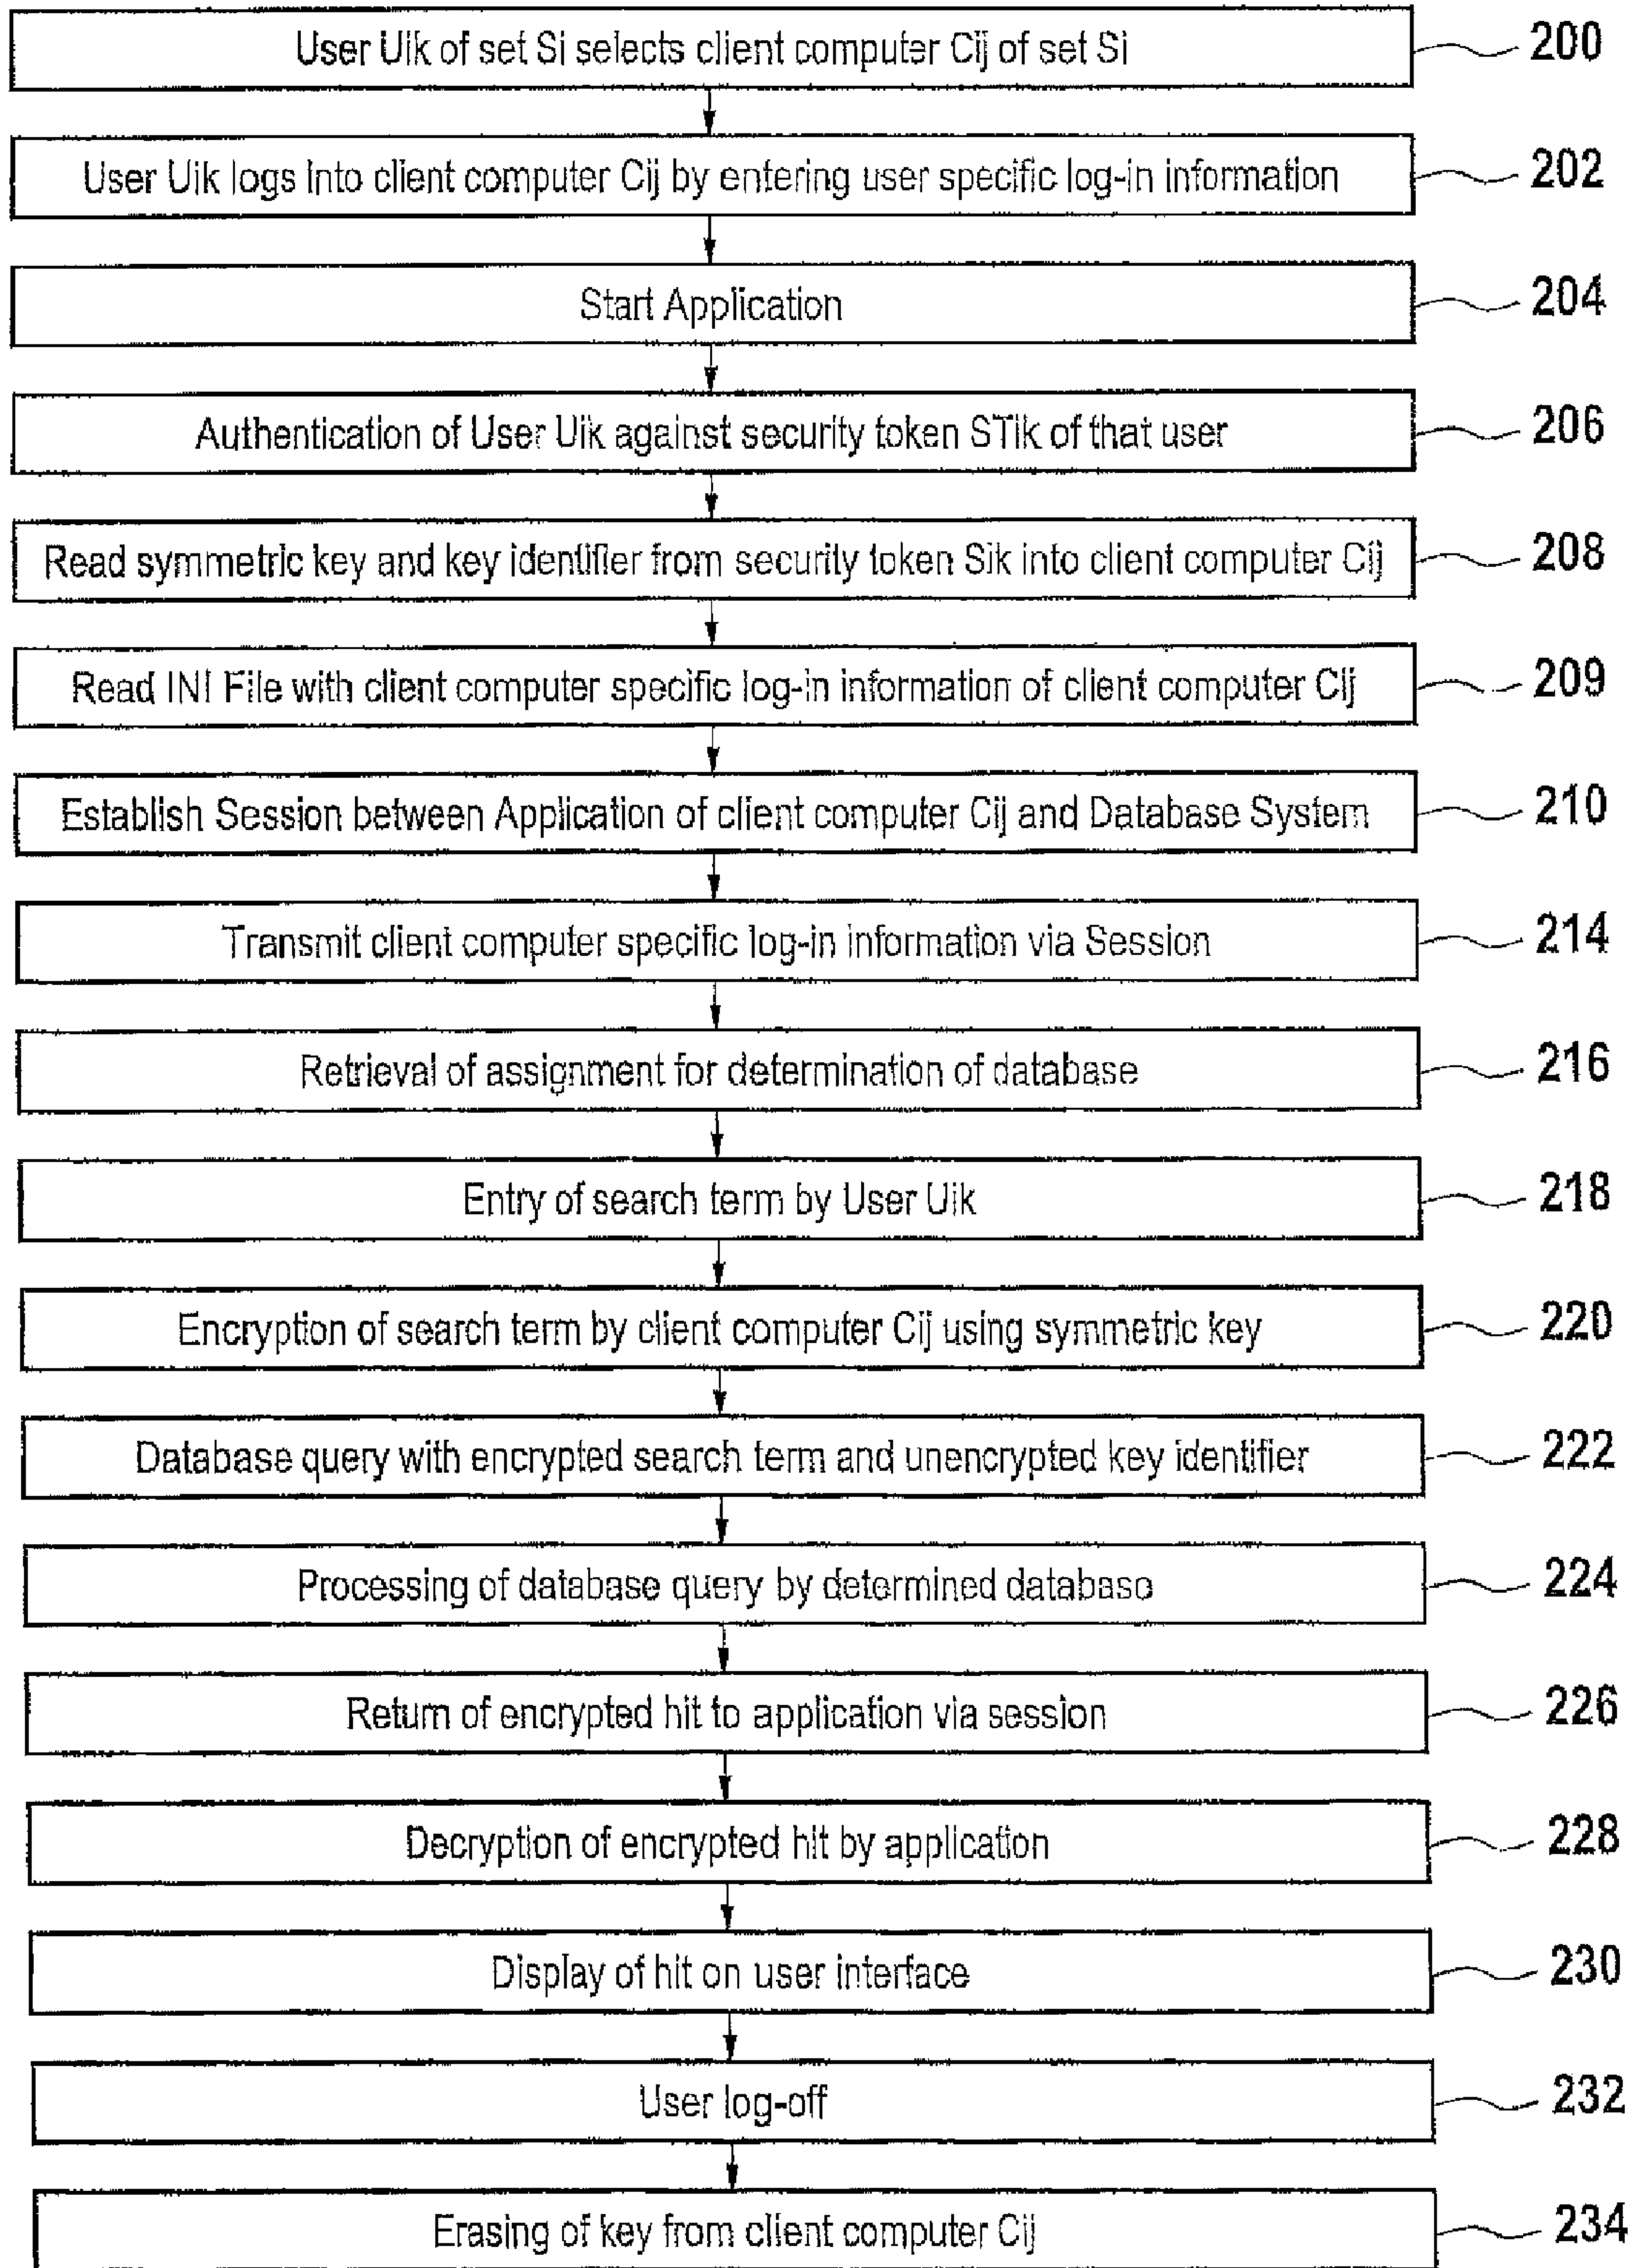 User Uik of set Si selects client computer Cij of set Si
200
User Uik logs into client computer Cij by entering user specific log-in information
202
Start Application
204
Authentication of User Uik against security token STik of that user
206
Read symmetric key and key identifier from security token Sik into client computer Cij
208
Read INI File with client computer specific log-in information of client computer Cij
209
Establish Session between Application of client computer Cij and Database System
210
Transmit client computer specific log-in information via Session
214
Retrieval of assignment for determination of database
216
Entry of search term by User Uik
218
Encryption of search term by client computer Cij using symmetric key
220
Database query with encrypted search term and unencrypted key identifier
222
Processing of database query by determined database
224
Return of encrypted hit to application via session
226
Decryption of encrypted hit by application
228
Display of hit on user interface
230
User log-off
232
Erasing of key from client computer Cij
234